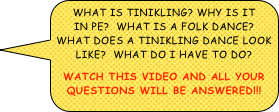 WHAT IS TINIKLING? WHY IS IT
IN PE?  WHAT IS A FOLK DANCE?
WHAT DOES A TINIKLING DANCE LOOK
LIKE?  WHAT DO I HAVE TO DO?
WATCH THIS VIDEO AND ALL YOUR
QUESTIONS WILL BE ANSWERED!!!